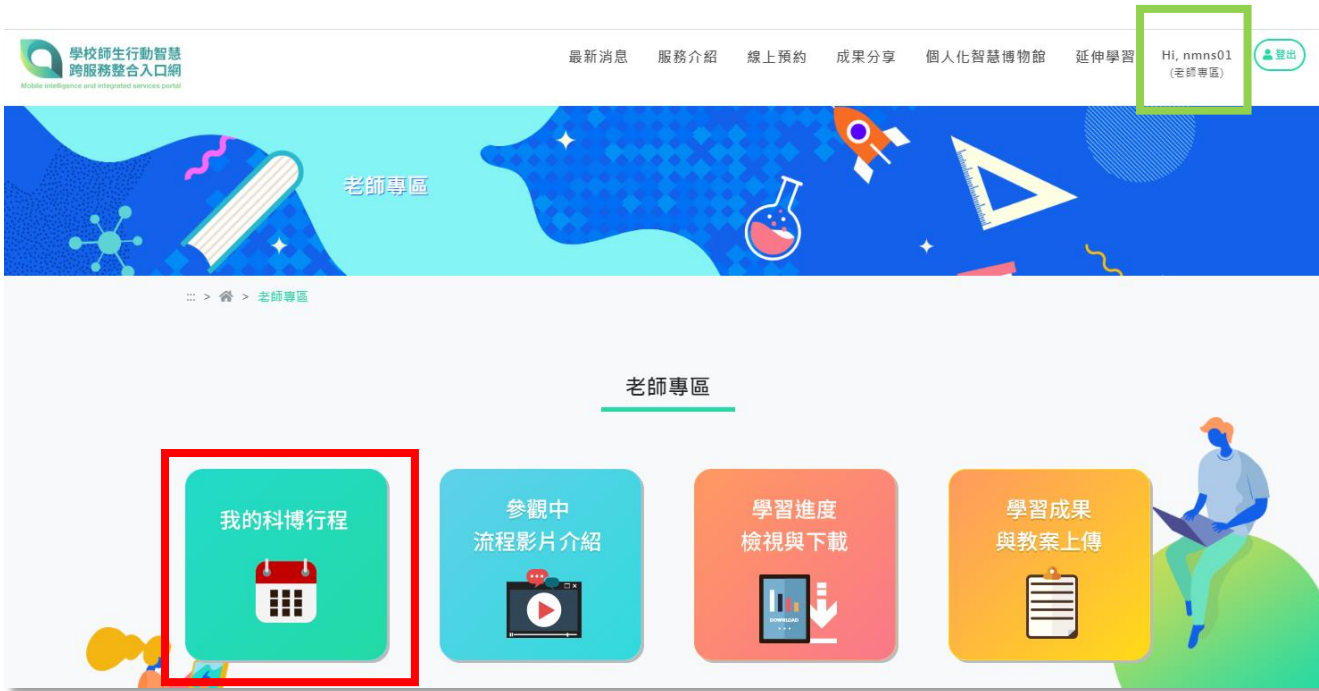 學校師生行動智慧
跨服務整合入口網
Mobile intelligence and integrated services portal
最新消息 服務介紹 線上預約 成果分享 個人化智慧博物館 延伸學習 Hi, nmns01
(老師專區)
登出
老師專區
::: > > 老師專區
老師專區
我的科博行程
參觀中
流程影片介紹
學習進度
檢視與下載
DOWNLOAD
學習成果
與教案上傳